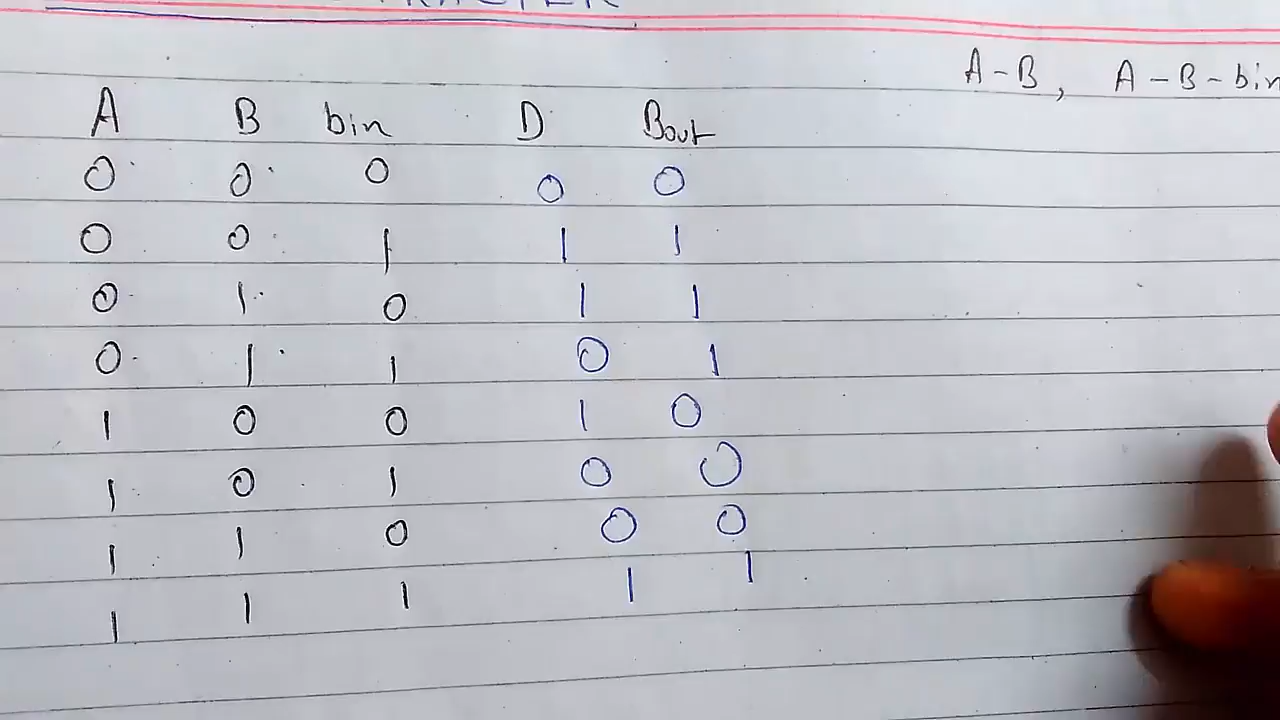 A-B, A-B-bin
A B bin D Bout
0 0 0 0 0
0 0 1 1 1
0 1 0 1 1
0 1 1 0 1
1 0 0 1 0
1 0 1 0 0
1 1 0 0 0
1 1 1 1 1